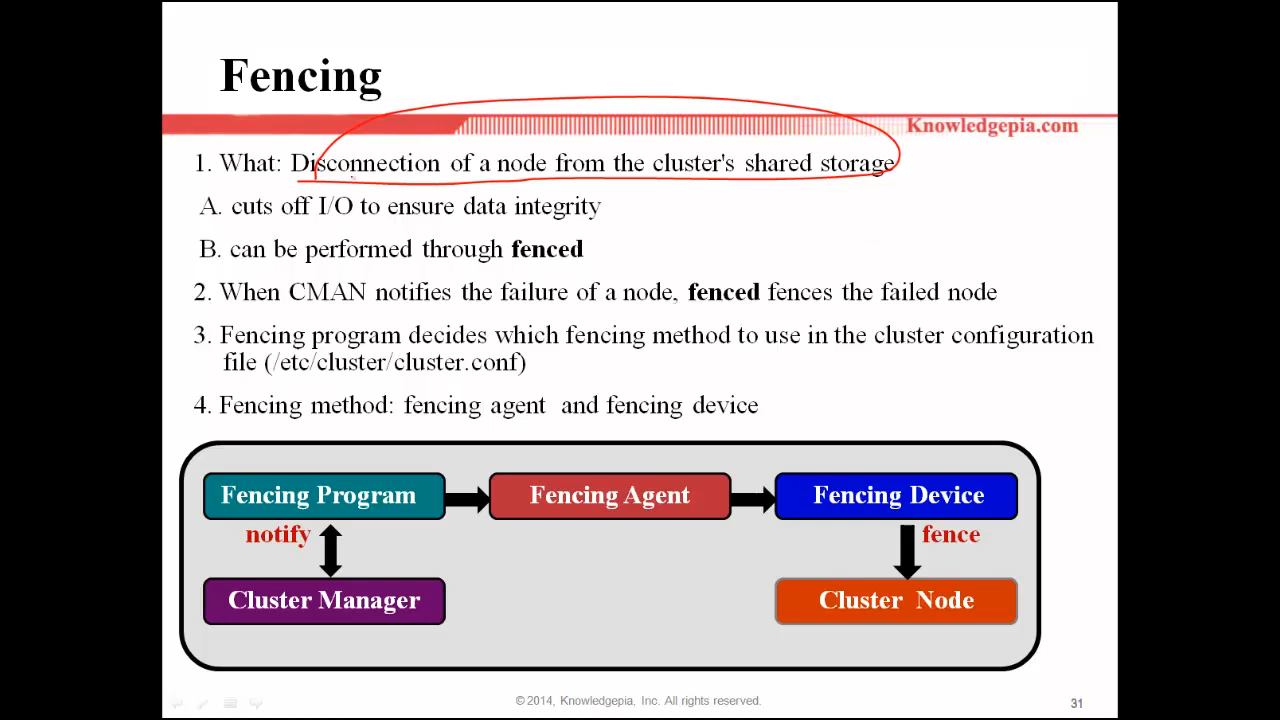 Fencing
Knowledgepia.com
1. What: Disconnection of a node from the cluster's shared storage
A. cuts off I/O to ensure data integrity
B. can be performed through fenced
2. When CMAN notifies the failure of a node, fenced fences the failed node
3. Fencing program decides which fencing method to use in the cluster configuration
file (/etc/cluster/cluster.conf)
4. Fencing method: fencing agent and fencing device
Fencing Program
Fencing Agent
Fencing Device
notify
fence
Cluster Manager
Cluster Node
© 2014, Knowledgepia, Inc. All rights reserved.
31